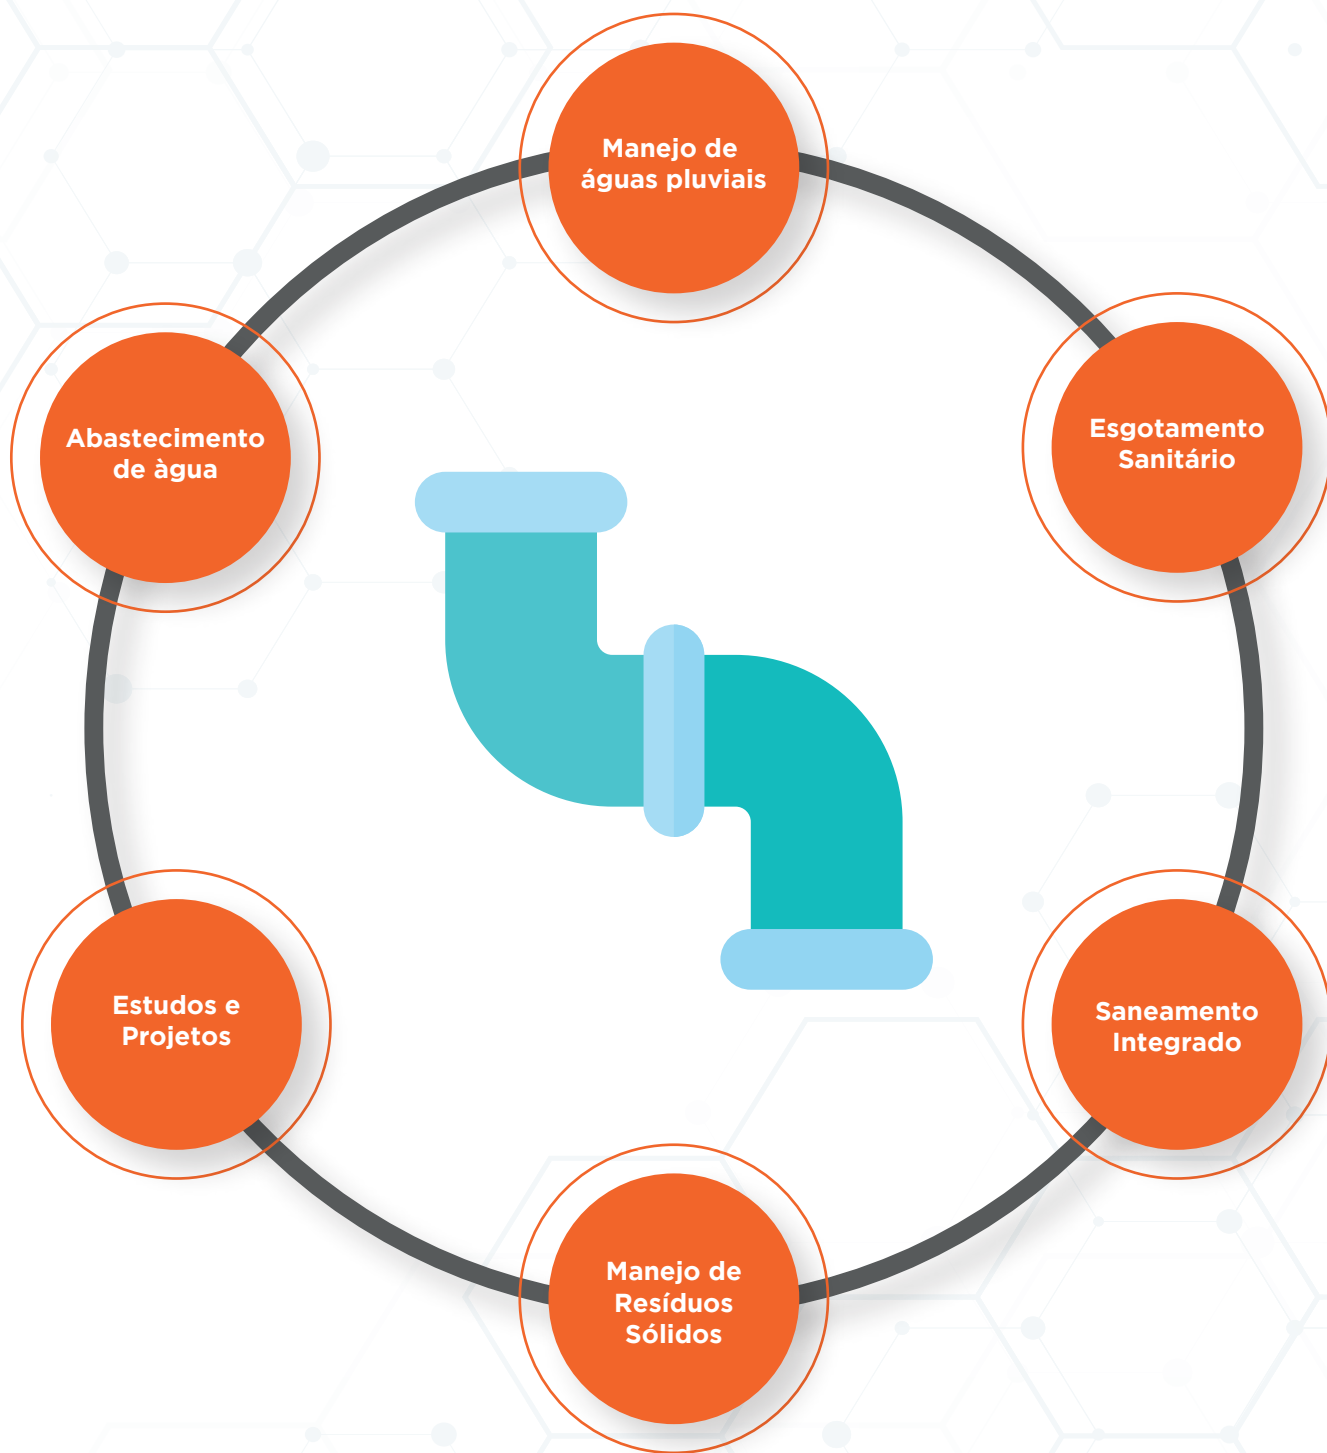 Manejo de
águas pluviais
Esgotamento
Sanitário
Abastecimento
de àgua
Estudos e
Projetos
Saneamento
Integrado
Manejo de
Resíduos
Sólidos